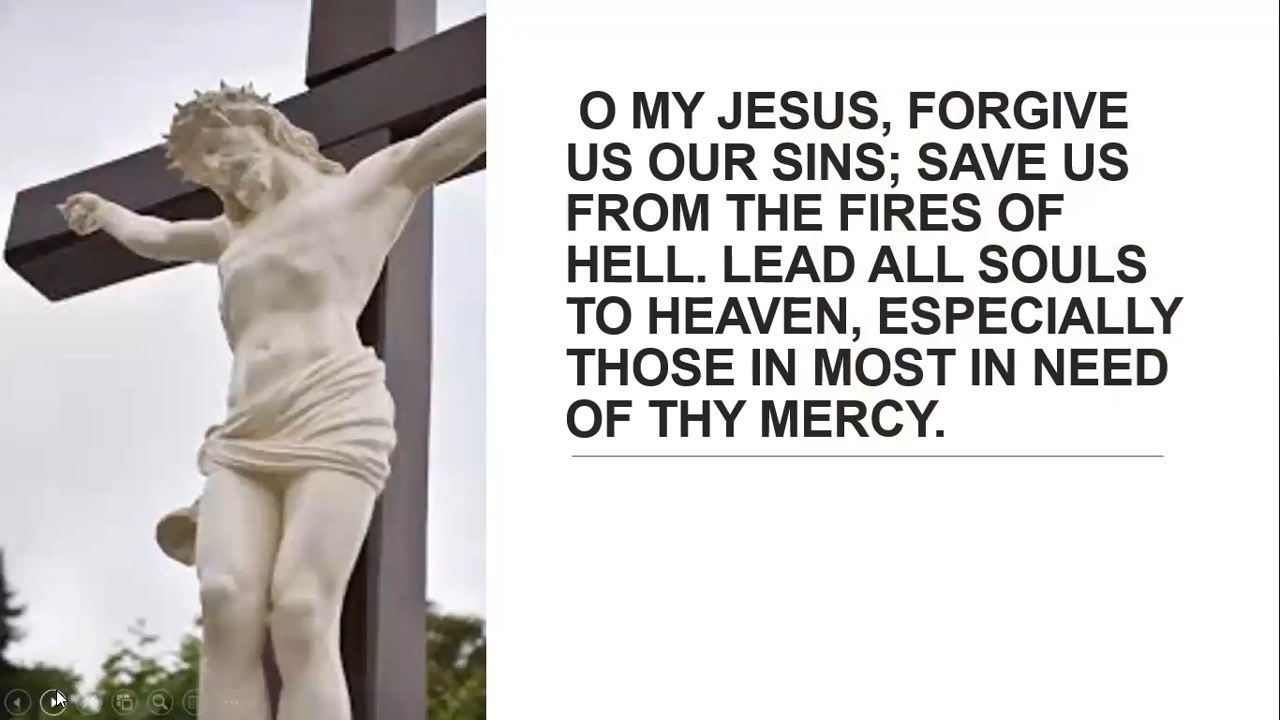 O MY JESUS, FORGIVE
US OUR SINS; SAVE US
FROM THE FIRES OF
HELL. LEAD ALL SOULS
TO HEAVEN, ESPECIALLY
THOSE IN MOST IN NEED
OF THY MERCY.